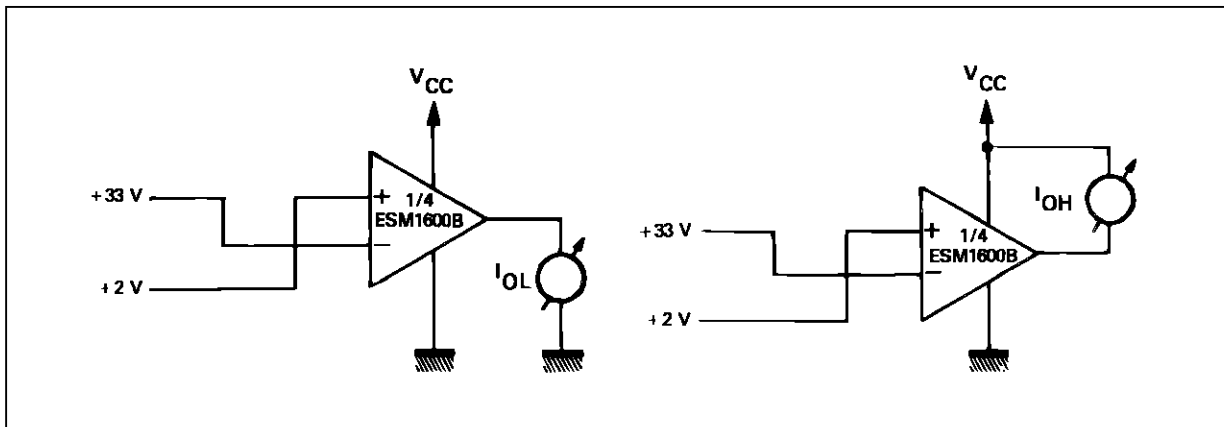 VCC
+33 V
+
1/4
ESM1600B
−
+2 V
IOL
VCC
IOH
+33 V
+
1/4
ESM1600B
−
+2 V